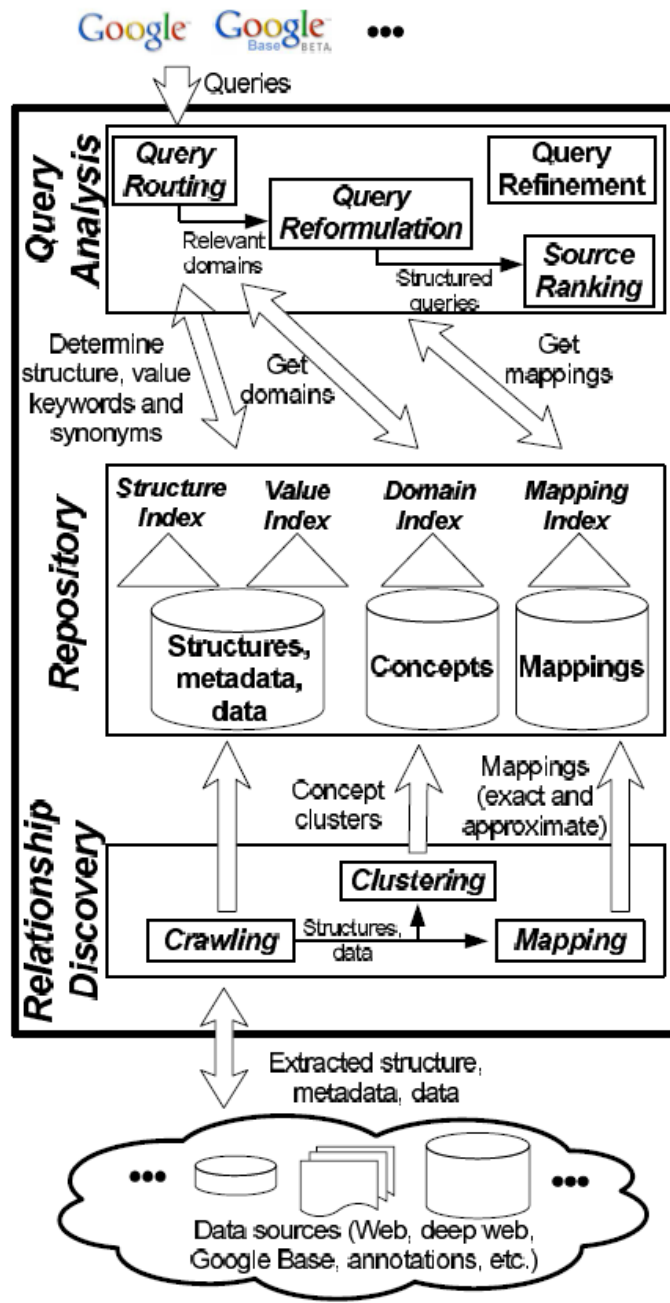 Google™ Google™
Base BETA
•••
Queries
Query
Analysis
Query
Routing
Query
Refinement
Query
Reformulation
Relevant
domains
Structured
queries
Source
Ranking
Determine
structure, value
keywords and
synonyms
Get
domains
Get
mappings
Repository
Structure
Index
Value
Index
Domain
Index
Mapping
Index
Structures,
metadata,
data
Concepts
Mappings
Concept
clusters
Mappings
(exact and
approximate)
Relationship
Discovery
Clustering
Crawling
Structures,
data
Mapping
Extracted structure,
metadata, data
••• •••
Data sources (Web, deep web,
Google Base, annotations, etc.)